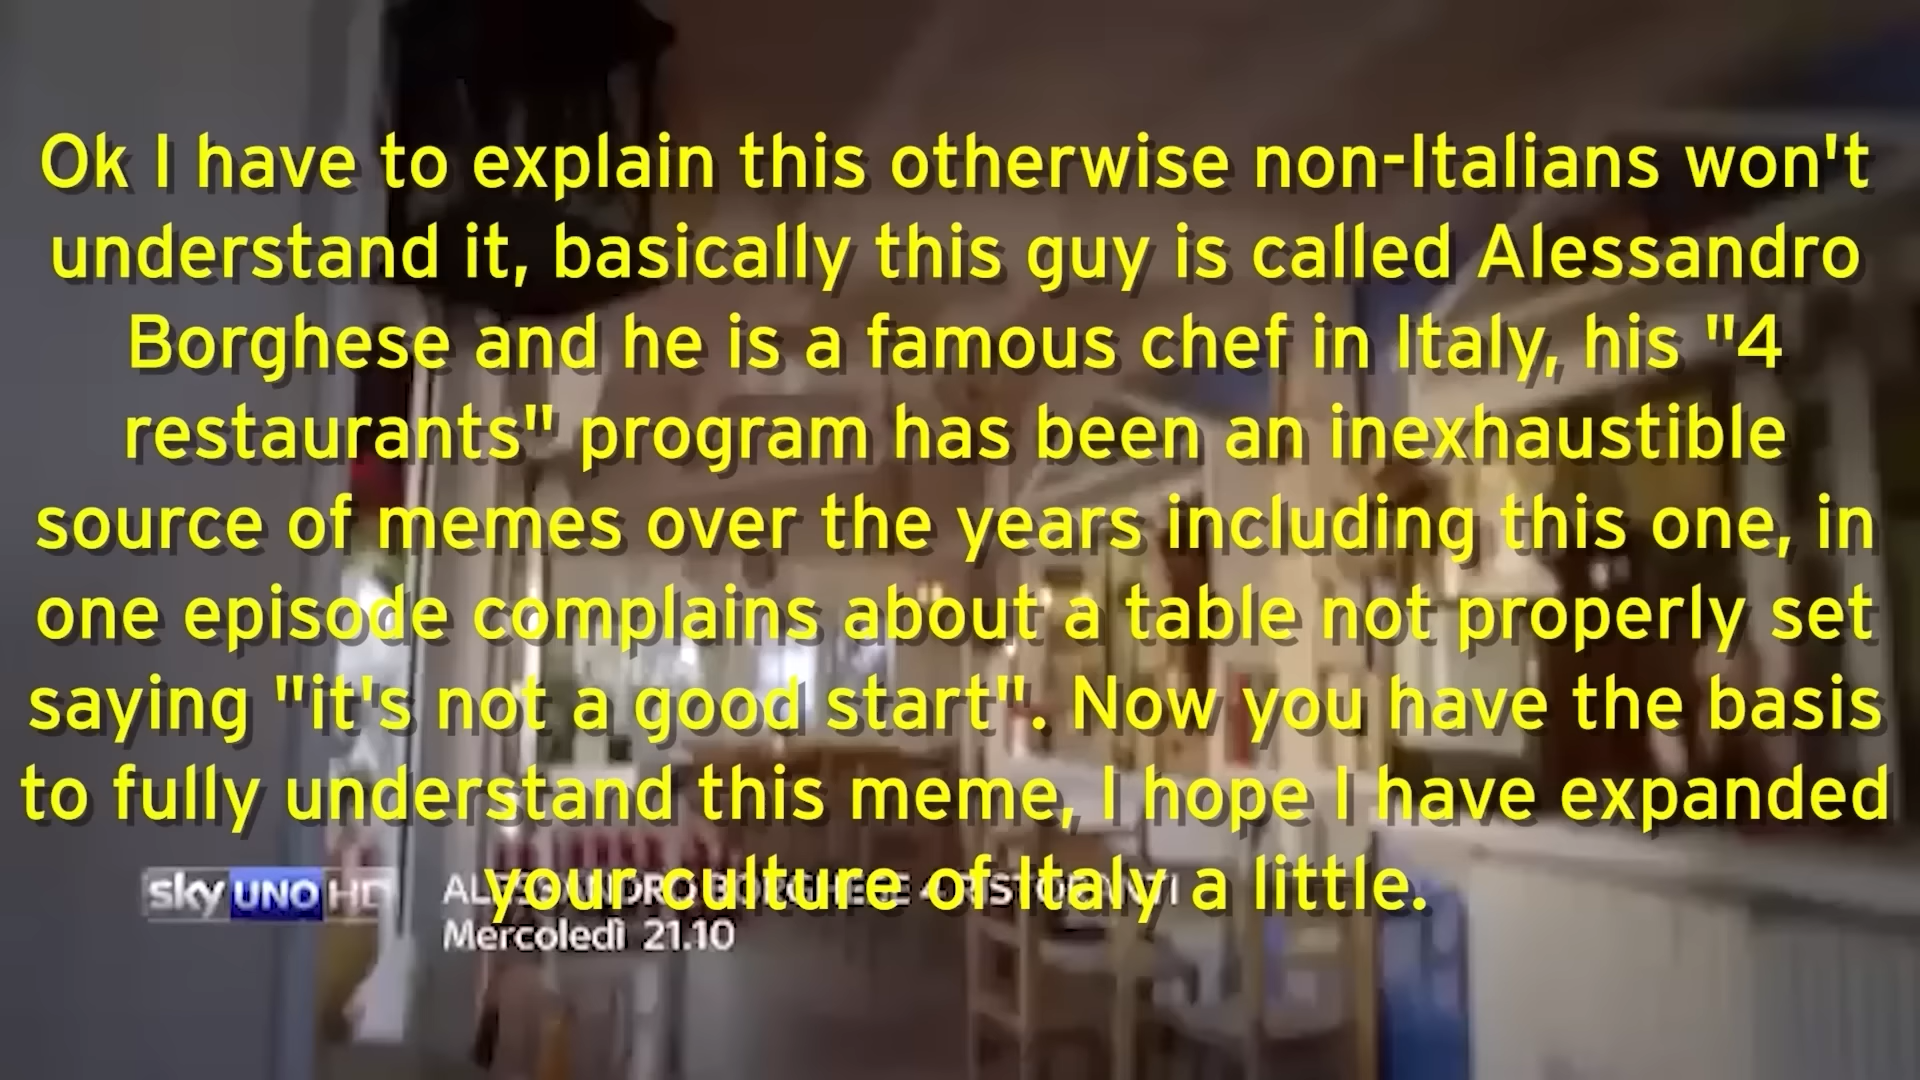 Ok I have to explain this otherwise non-Italians won't
understand it, basically this guy is called Alessandro
Borghese and he is a famous chef in Italy, his "4
restaurants" program has been an inexhaustible
source of memes over the years including this one, in
one episode complains about a table not properly set
saying "it's not a good start". Now you have the basis
to fully understand this meme, I hope I have expanded
your culture of Italy a little.
sky UNO HD
ALESSANDRO BORGHESE 4 RISTORANTI
Mercoledì 21.10